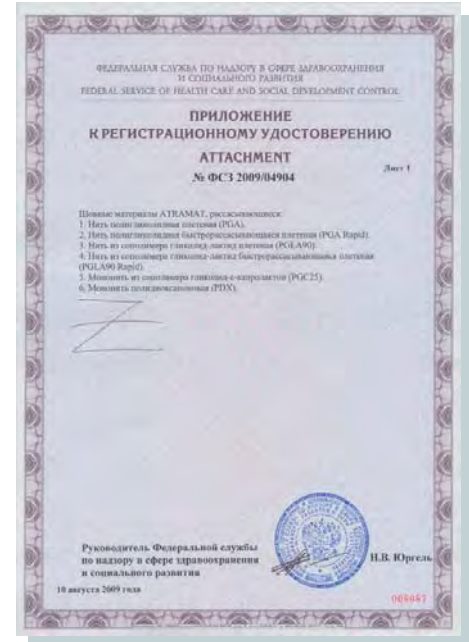 ФЕДЕРАЛЬНАЯ СЛУЖБА ПО НАДЗОРУ В СФЕРЕ ЗДРАВООХРАНЕНИЯ
И СОЦИАЛЬНОГО РАЗВИТИЯ
FEDERAL SERVICE OF HEALTH CARE AND SOCIAL DEVELOPMENT CONTROL
ПРИЛОЖЕНИЕ
К РЕГИСТРАЦИОННОМУ УДОСТОВЕРЕНИЮ
ATTACHMENT
Лист 1
№ ФСЗ 2009/04904
Шовные материалы ATRAMAT, рассасывающиеся:
1. Нить полигликолидная плетеная (PGA).
2. Нить полигликолидная быстрорассасывающаяся плетеная (PGA Rapid).
3. Нить из сополимера гликолид-лактид плетеная (PGLA90).
4. Нить из сополимера гликолид-лактид быстрорассасывающаяся плетеная
(PGLA90 Rapid).
5. Мононить из сополимера гликолид-е-капролактон (PGC25).
6. Мононить полидиоксаноновая (PDX).
Руководитель Федеральной службы
по надзору в сфере здравоохранения
и социального развития
Н.В. Юргель
10 августа 2009 года